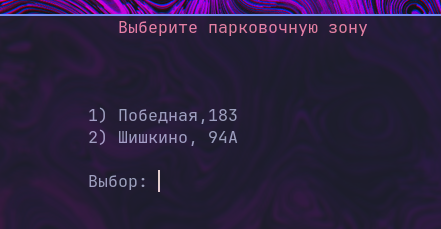 Выберите парковочную зону
1) Победная,183
2) Шишкино, 94А
Выбор: